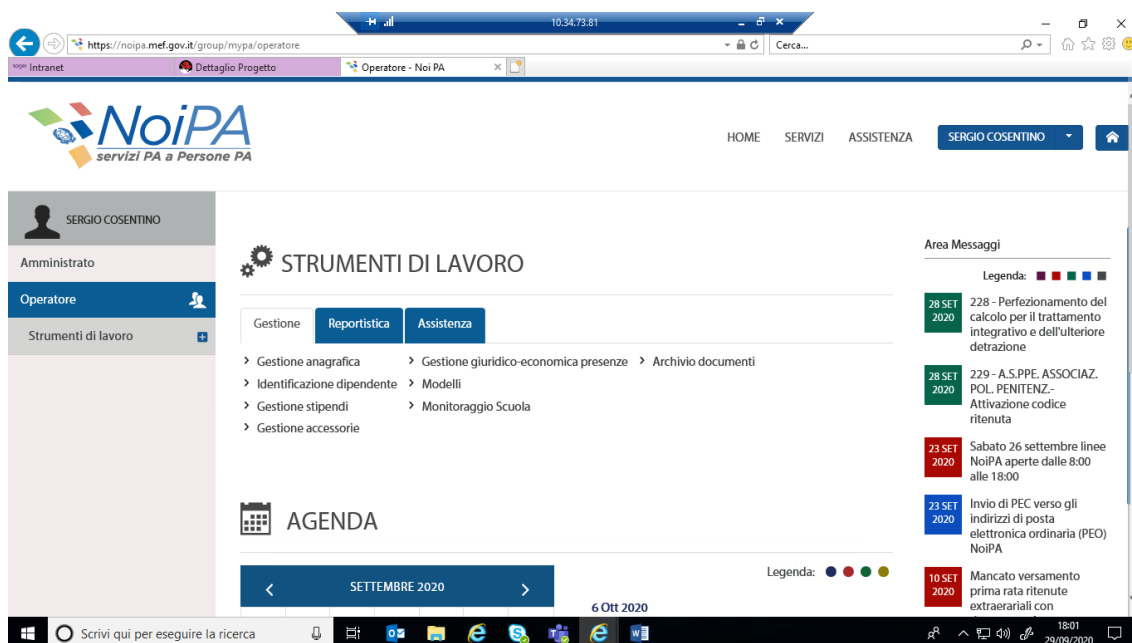 10.34.73.81
https://noipa.mef.gov.it/group/mypa/operatore
Cerca...
Intranet
Dettaglio Progetto
Operatore - Noi PA
NoiPA
servizi PA a Persone PA
HOME
SERVIZI
ASSISTENZA
SERGIO COSENTINO
SERGIO COSENTINO
Amministrato
Operatore
Strumenti di lavoro
STRUMENTI DI LAVORO
Gestione
Reportistica
Assistenza
Gestione anagrafica
Identificazione dipendente
Gestione stipendi
Gestione accessorie
Gestione giuridico-economica presenze
Modelli
Monitoraggio Scuola
Archivio documenti
AGENDA
SETTEMBRE 2020
Legenda:
6 Ott 2020
Area Messaggi
Legenda:
28 SET
2020
228 - Perfezionamento del
calcolo per il trattamento
integrativo e dell'ulteriore
detrazione
28 SET
2020
229 - A.S.PPE. ASSOCIAZ.
POL. PENITENZ.-
Attivazione codice
ritenuta
23 SET
2020
Sabato 26 settembre linee
NoiPA aperte dalle 8:00
alle 18:00
23 SET
2020
Invio di PEC verso gli
indirizzi di posta
elettronica ordinaria (PEO)
NoiPA
10 SET
2020
Mancato versamento
prima rata ritenute
extraerariali con
Scrivi qui per eseguire la ricerca
18:01
29/09/2020